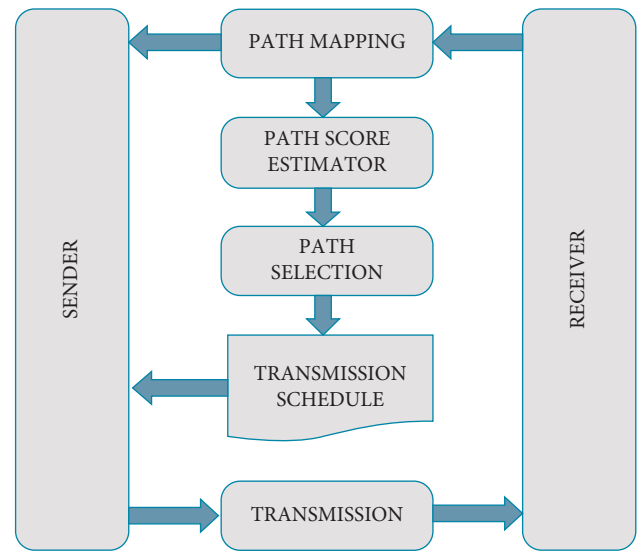 PATH MAPPING
PATH SCORE
ESTIMATOR
PATH
SELECTION
SENDER
RECEIVER
TRANSMISSION
SCHEDULE
TRANSMISSION